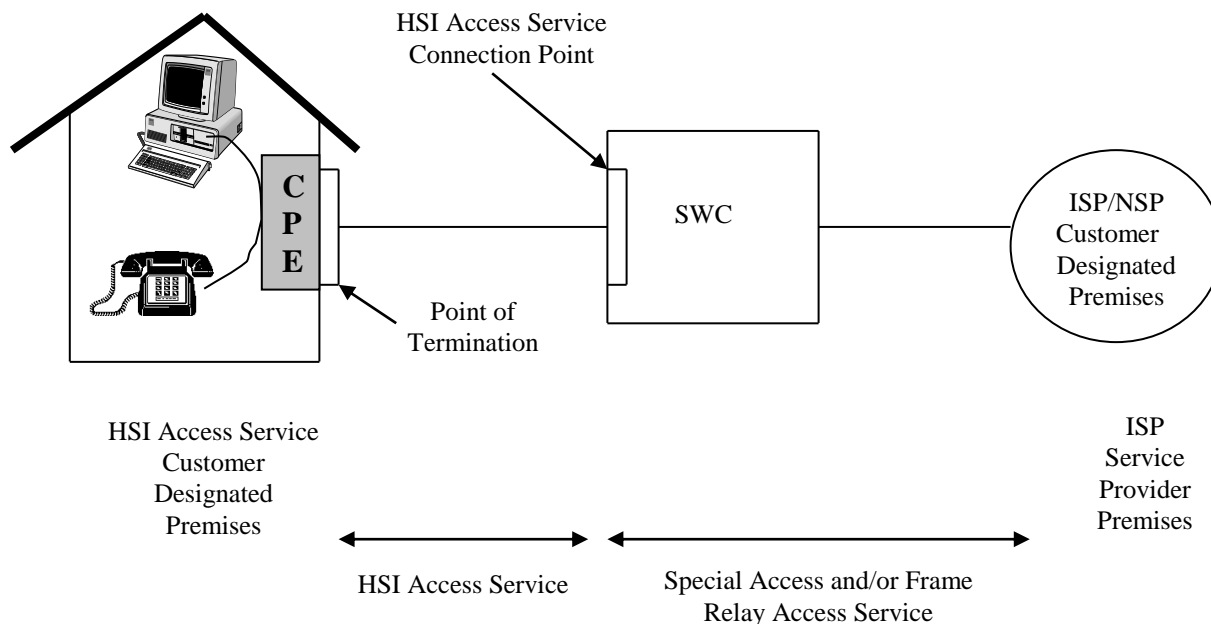 HSI Access Service
Connection Point
C
P
E
SWC
ISP/NSP
Customer
Designated
Premises
Point of
Termination
HSI Access Service
Customer
Designated
Premises
ISP
Service
Provider
Premises
HSI Access Service
Special Access and/or Frame
Relay Access Service